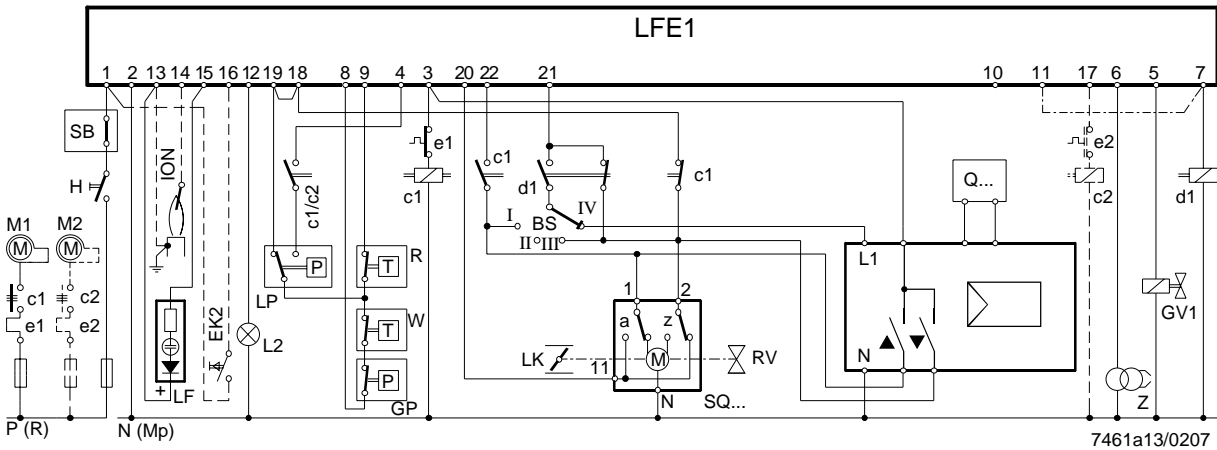 LFE1
1 2 13 14 15 16 12 19 18 8 9 4 3 20 22 21 10 11 17 6 5 7
SB
H
ION
c1/c2
e1
c1
c1
d1
I
BS
IV
II
III
c1
Q...
e2
c2
d1
M1
M
M2
M
c1
c2
e1
e2
EK2
L2
LF
+
LP
P
R
T
W
T
P
GP
1
2
a
z
M
11
N
LK
RV
SQ...
L1
N
GV1
Z
P (R)
N (Mp)
7461a13/0207